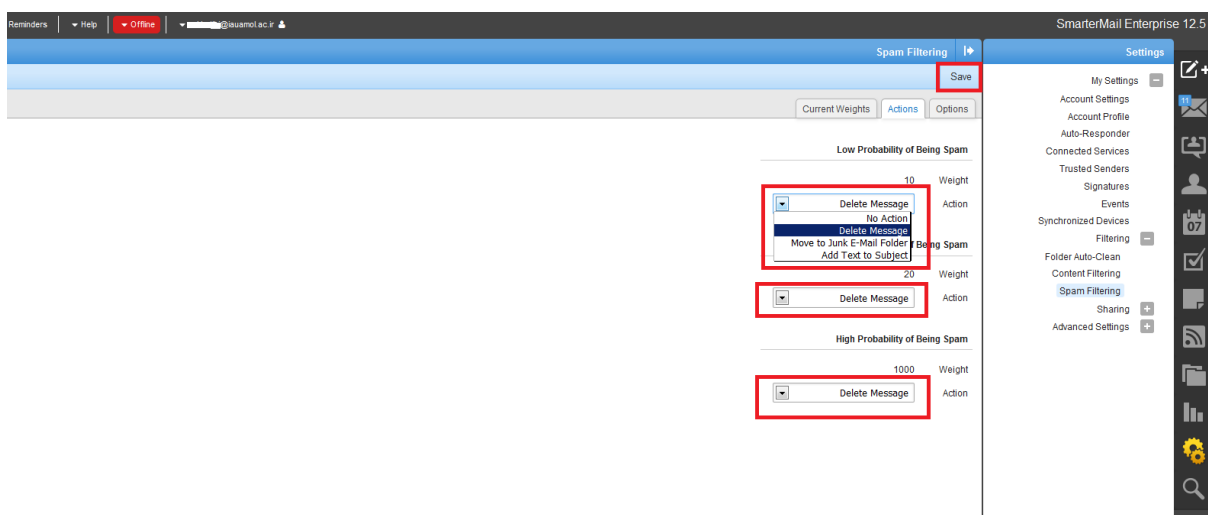 Reminders
Help
Offline
@iauamol.ac.ir
SmarterMail Enterprise 12.5
Spam Filtering
Settings
Save
Current Weights
Actions
Options
Low Probability of Being Spam
10 Weight
Delete Message Action
No Action
Delete Message
Move to Junk E-Mail Folder
Add Text to Subject
of Being Spam
20 Weight
Delete Message Action
High Probability of Being Spam
1000 Weight
Delete Message Action
My Settings
Account Settings
Account Profile
Auto-Responder
Connected Services
Trusted Senders
Signatures
Events
Synchronized Devices
Filtering
Folder Auto-Clean
Content Filtering
Spam Filtering
Sharing
Advanced Settings
11
07